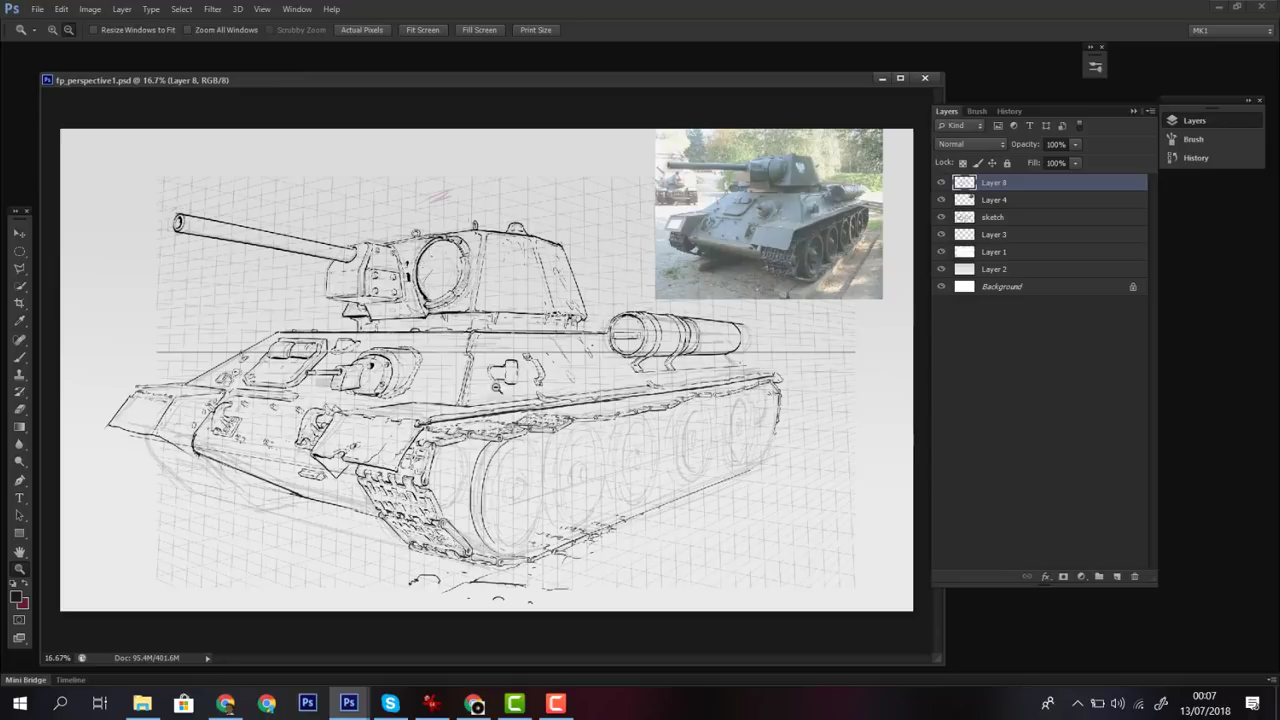 Ps File Edit Image Layer Type Select Filter 3D View Window Help
Resize Windows to Fit Zoom All Windows Scrubby Zoom Actual Pixels Fit Screen Fill Screen Print Size MK1
Ps fp_perspective1.psd @ 16.7% (Layer 8, RGB/8)
Layers Brush History
Kind
Normal Opacity: 100%
Lock: Fill: 100%
Layer 8
Layer 4
sketch
Layer 3
Layer 1
Layer 2
Background
fx
Layers
Brush
History
16.67% Doc: 95.4M/401.6M
Mini Bridge Timeline
Ps Ps
00:07
13/07/2018